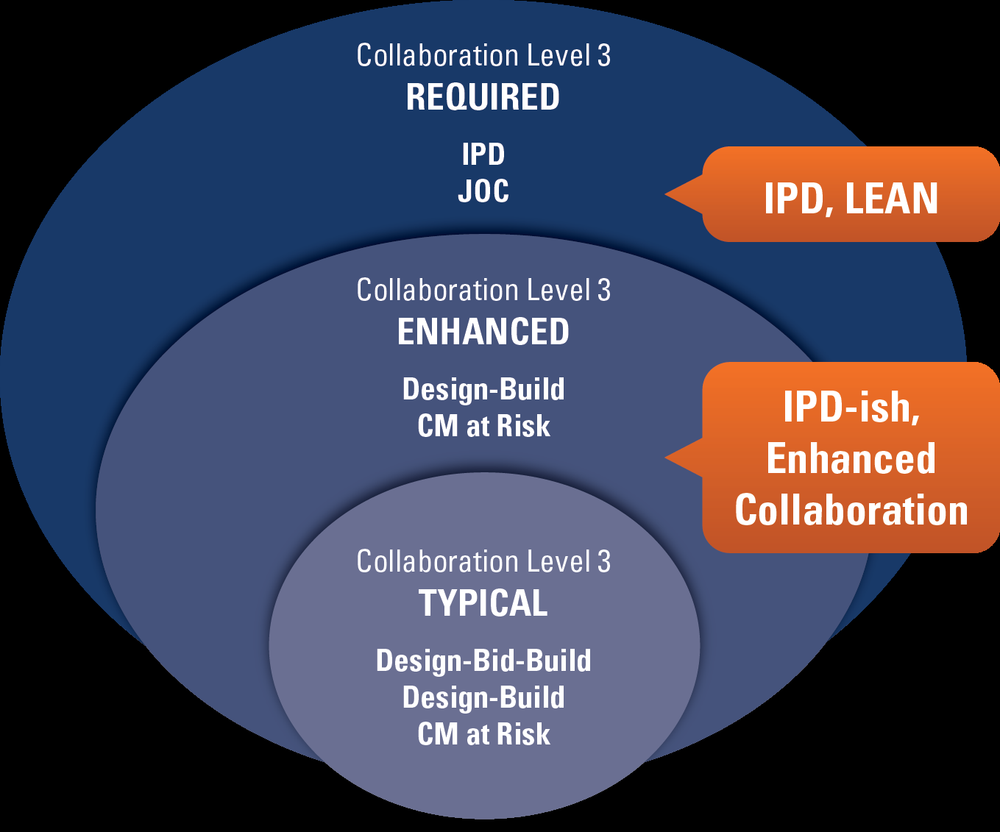 Collaboration Level 3
REQUIRED
IPD
JOC
IPD, LEAN
Collaboration Level 3
ENHANCED
Design-Build
CM at Risk
IPD-ish,
Enhanced
Collaboration
Collaboration Level 3
TYPICAL
Design-Bid-Build
Design-Build
CM at Risk